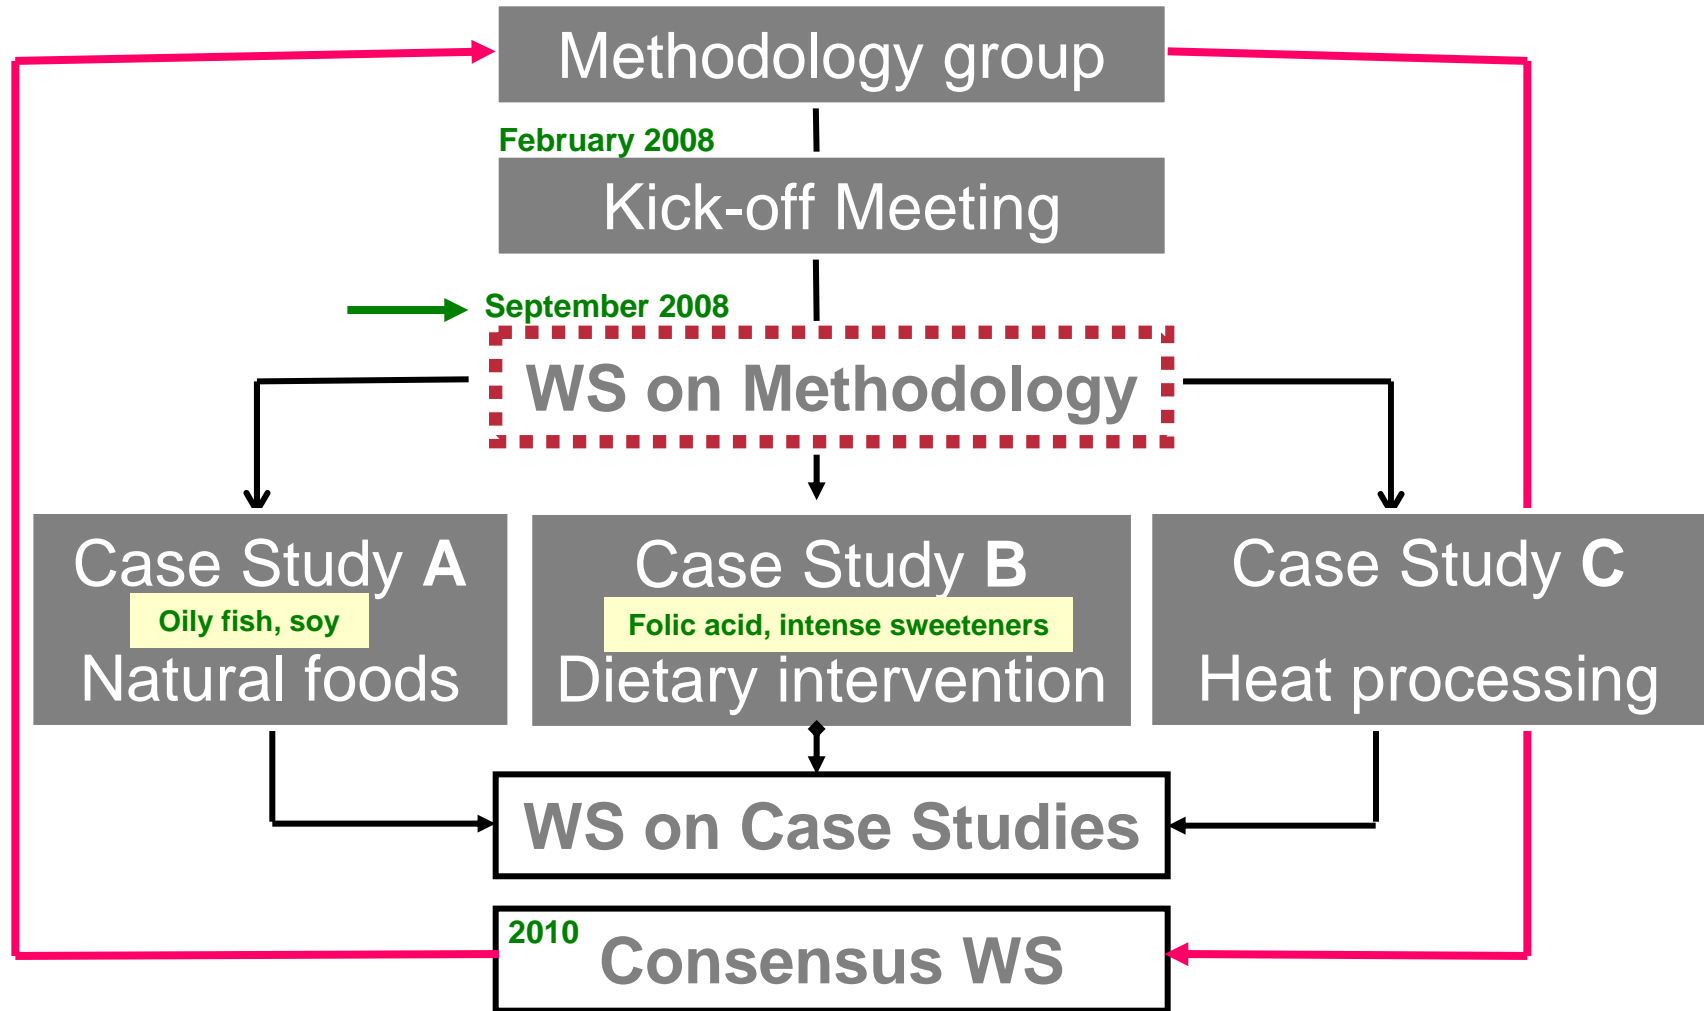 Methodology group
February 2008
Kick-off Meeting
September 2008
WS on Methodology
Case Study A
Oily fish, soy
Natural foods
Case Study B
Folic acid, intense sweeteners
Dietary intervention
Case Study C
Heat processing
WS on Case Studies
2010
Consensus WS